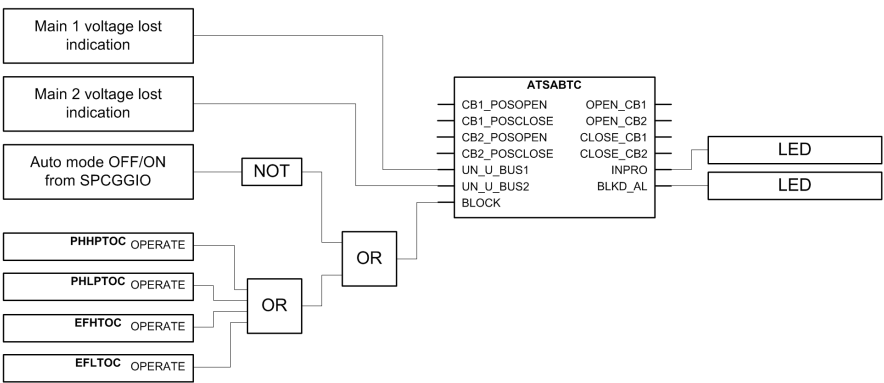 Main 1 voltage lost
indication
Main 2 voltage lost
indication
Auto mode OFF/ON
from SPCGGIO
NOT
PHHPTOC OPERATE
PHLPTOC OPERATE
EFHTOC OPERATE
EFLTOC OPERATE
OR
OR
ATSABTC
CB1_POSOPEN OPEN_CB1
CB1_POSCLOSE OPEN_CB2
CB2_POSOPEN CLOSE_CB1
CB2_POSCLOSE CLOSE_CB2
UN_U_BUS1 INPRO
UN_U_BUS2 BLKD_AL
BLOCK
LED
LED